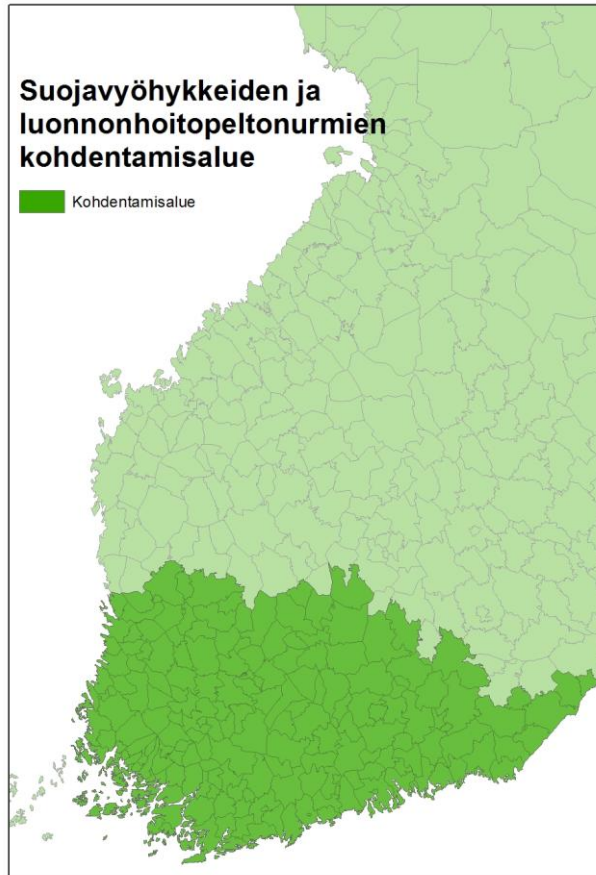 Suojavyöhykkeiden ja
luonnonhoitopeltonurmien
kohdentamisalue
Kohdentamisalue